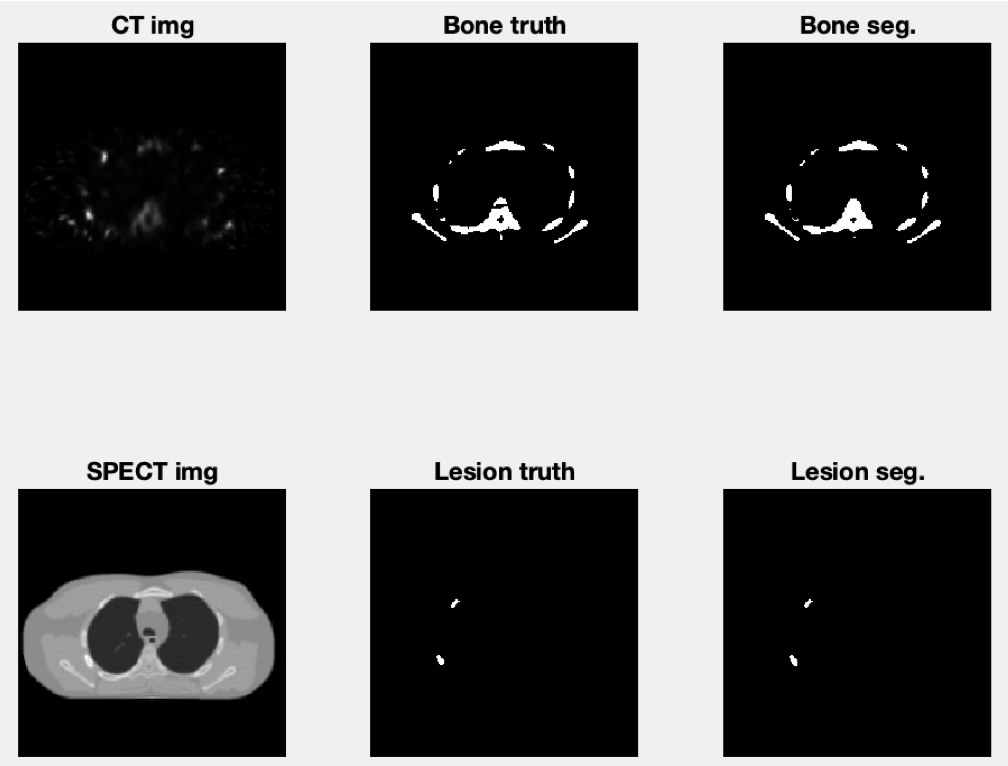 CT img
Bone truth
Bone seg.
SPECT img
Lesion truth
Lesion seg.